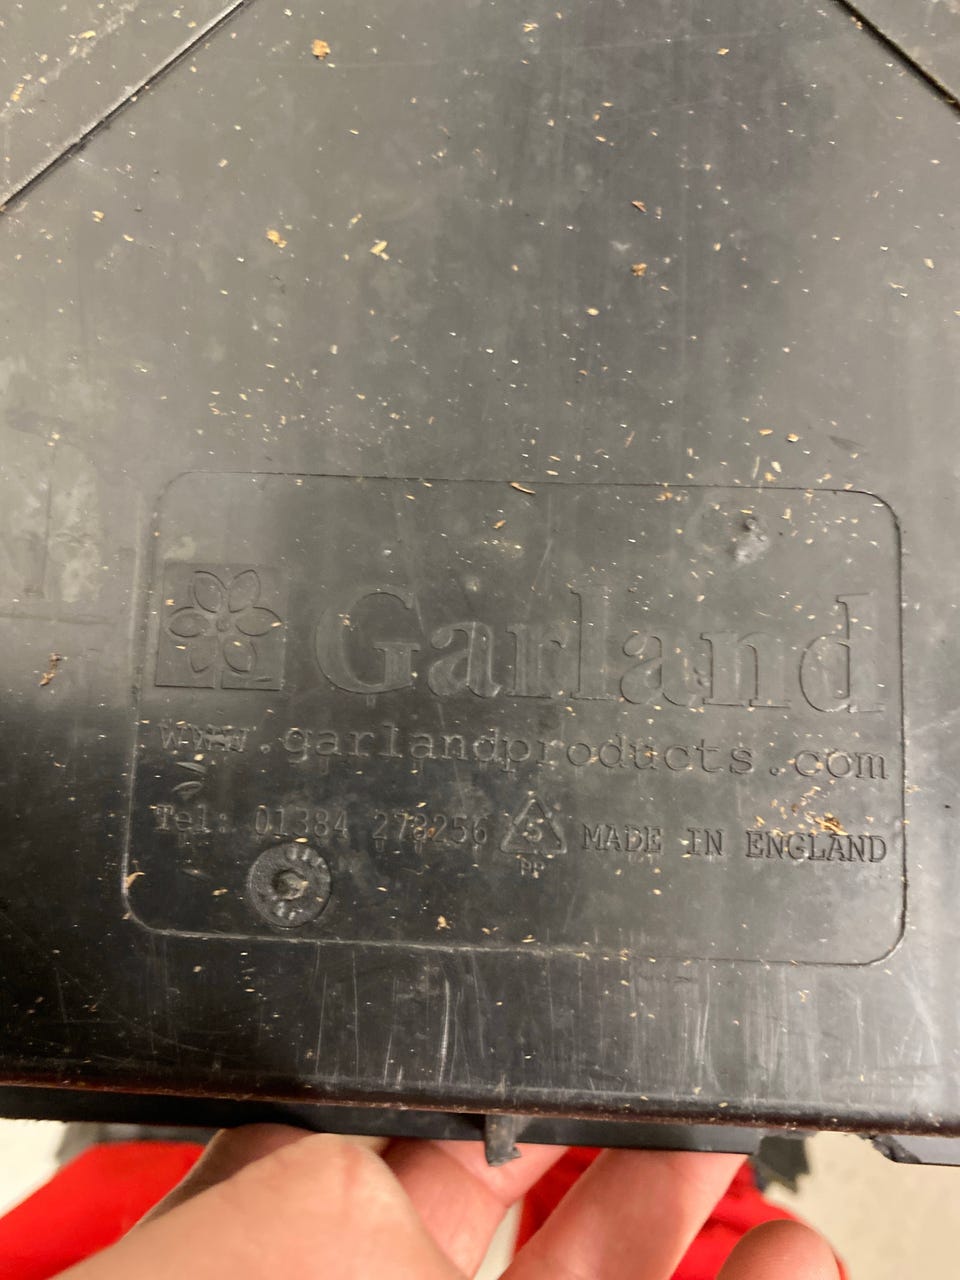 Garland
www.garlandproducts.com
Tel: 01384 278256 5 MADE IN ENGLAND
PP